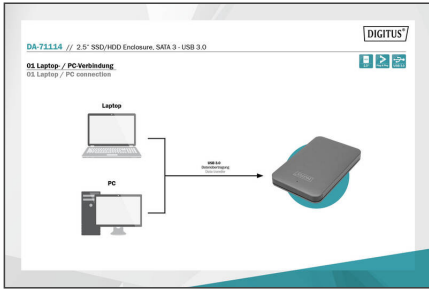 DIGITUS®
DA-71114 // 2.5" SSD/HDD Enclosure, SATA 3 - USB 3.0
01 Laptop- / PC-Verbindung
01 Laptop / PC connection
Laptop
USB 3.0
Datenübertragung
PC
DIGITUS